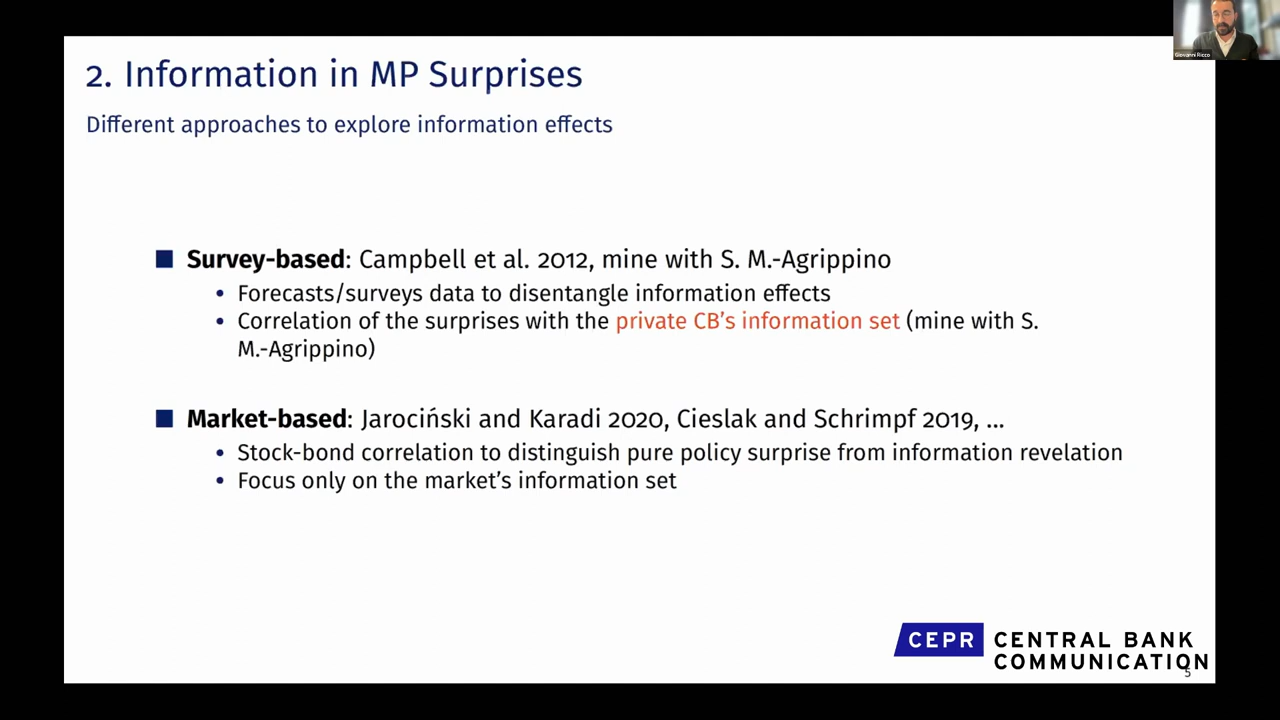 Giovanni Ricco
2. Information in MP Surprises
Different approaches to explore information effects
■ Survey-based: Campbell et al. 2012, mine with S. M.-Agrippino
• Forecasts/surveys data to disentangle information effects
• Correlation of the surprises with the private CB’s information set (mine with S.
M.-Agrippino)
■ Market-based: Jarociński and Karadi 2020, Cieslak and Schrimpf 2019, ...
• Stock-bond correlation to distinguish pure policy surprise from information revelation
• Focus only on the market’s information set
CEPR CENTRAL BANK
COMMUNICATION
5